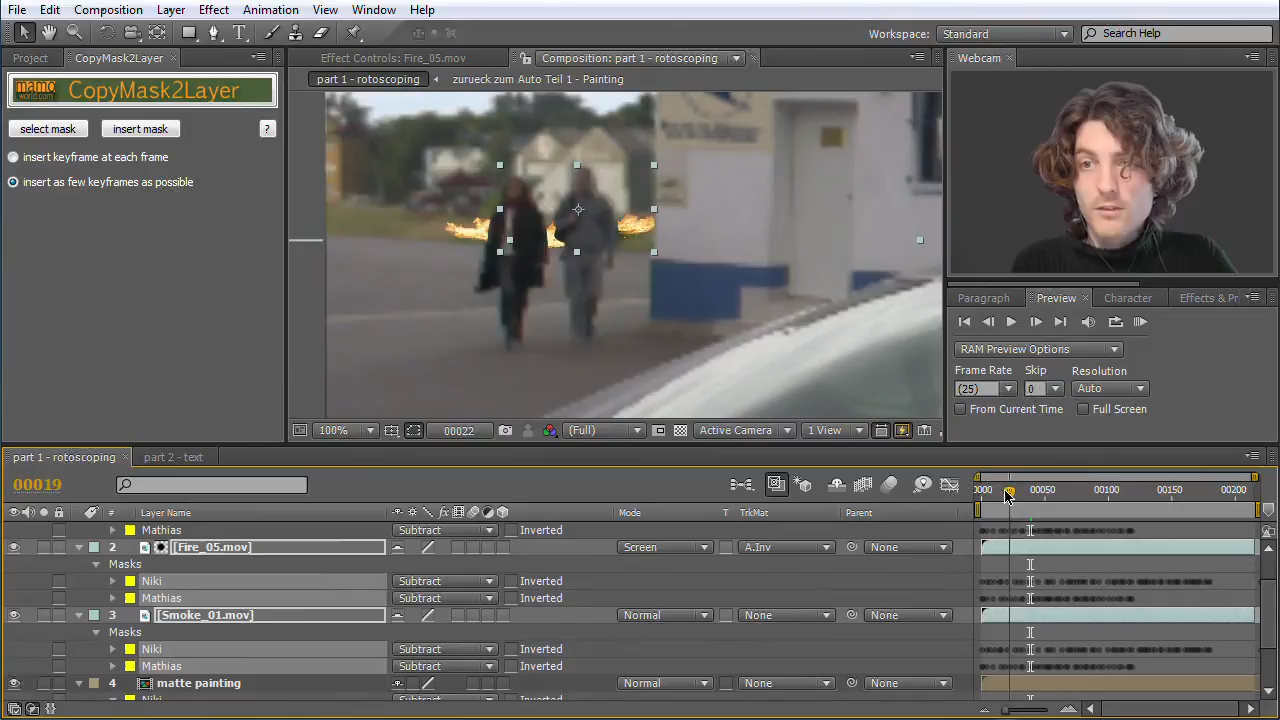 File Edit Composition Layer Effect Animation View Window Help
Workspace: Standard Search Help
Project CopyMask2Layer Effect Controls: Fire_05.mov Composition: part 1 - rotoscoping Webcam
part 1 - rotoscoping zurueck zum Auto Teil 1 - Painting
mamoworld.com CopyMask2Layer
select mask insert mask ?
insert keyframe at each frame
insert as few keyframes as possible
Paragraph Preview Character Effects & Pr
RAM Preview Options
Frame Rate Skip Resolution
(25) 0 Auto
From Current Time Full Screen
100% 00022 (Full) Active Camera 1 View
part 1 - rotoscoping part 2 - text
00019
0000 00050 00100 00150 00200
# Layer Name Mode T TrkMat Parent
Mathias Subtract Inverted
2 [Fire_05.mov] Screen A.Inv None
Masks
Niki Subtract Inverted
Mathias Subtract Inverted
3 [Smoke_01.mov] Normal None None
Masks
Niki Subtract Inverted
Mathias Subtract Inverted
4 matte painting Normal None None
Niki Subtract Inverted